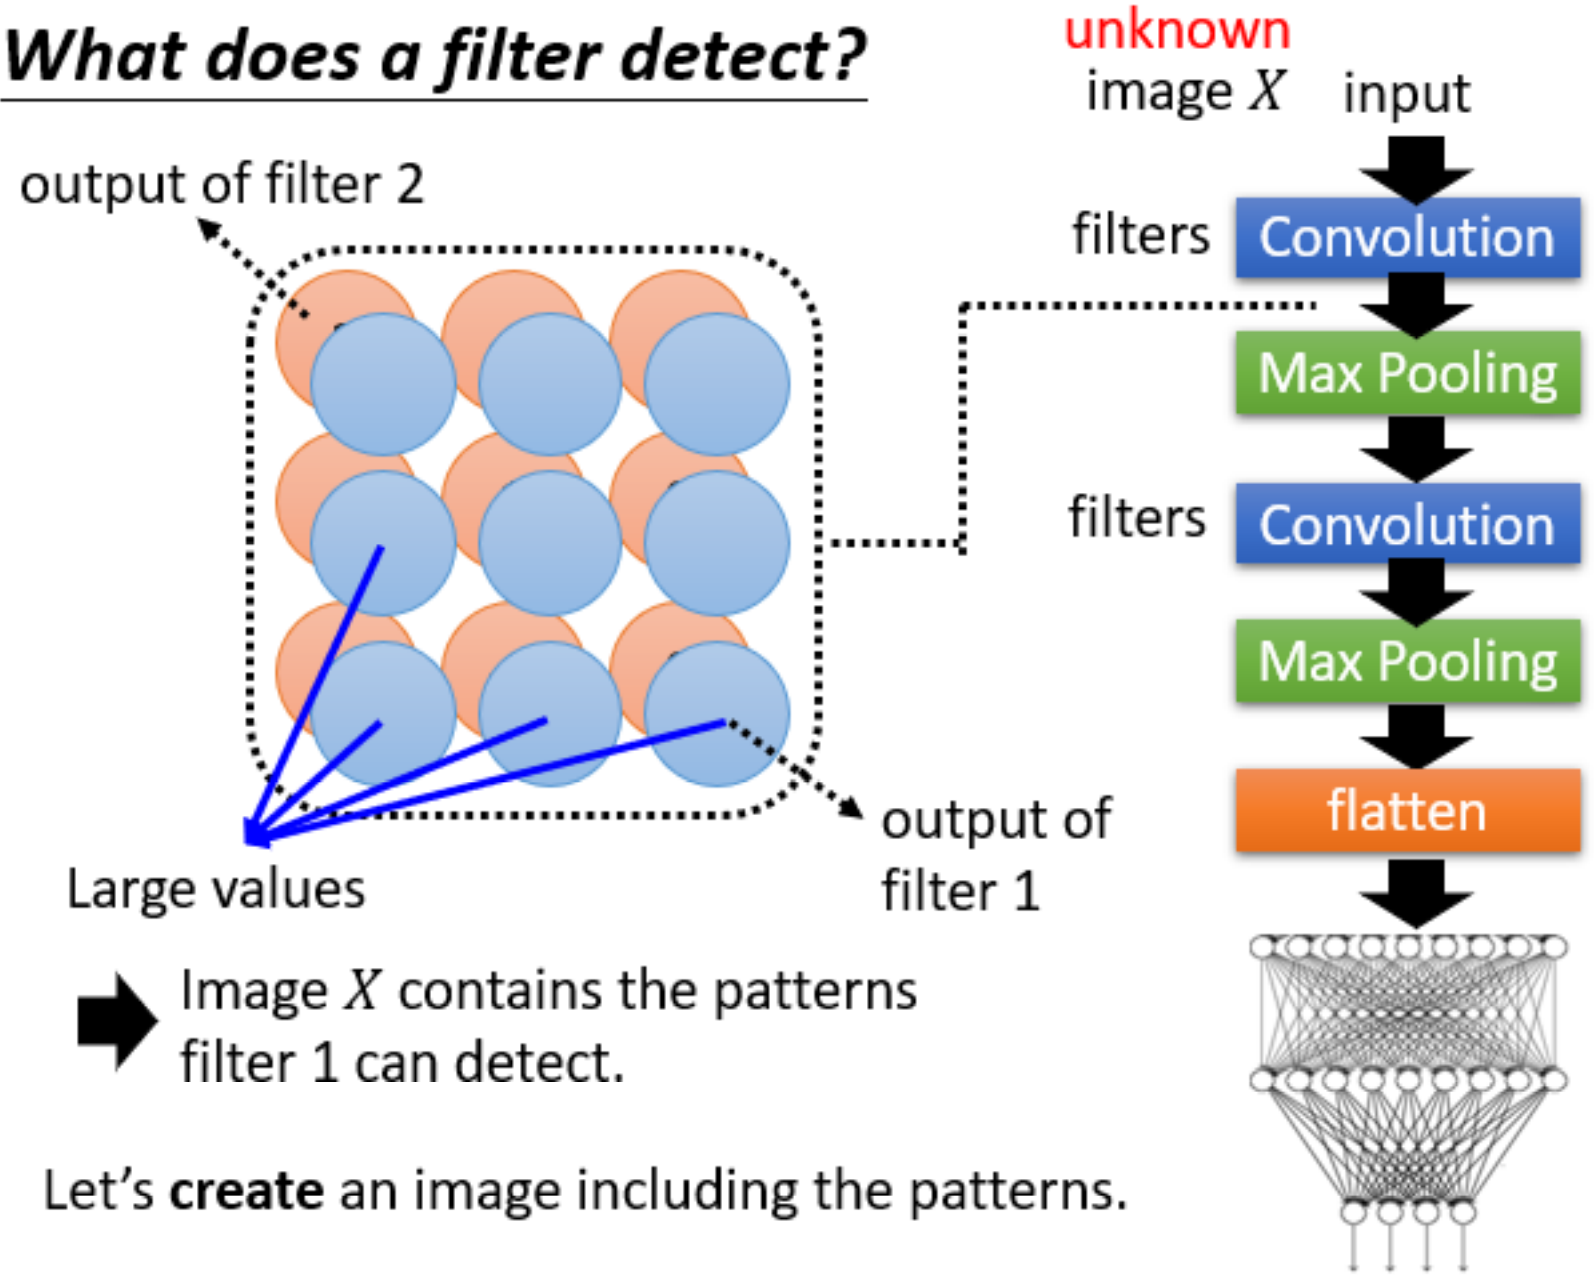 What does a filter detect?
unknown
image X input
output of filter 2
filters Convolution
Max Pooling
filters Convolution
Max Pooling
flatten
output of
filter 1
Large values
Image X contains the patterns
filter 1 can detect.
Let's create an image including the patterns.